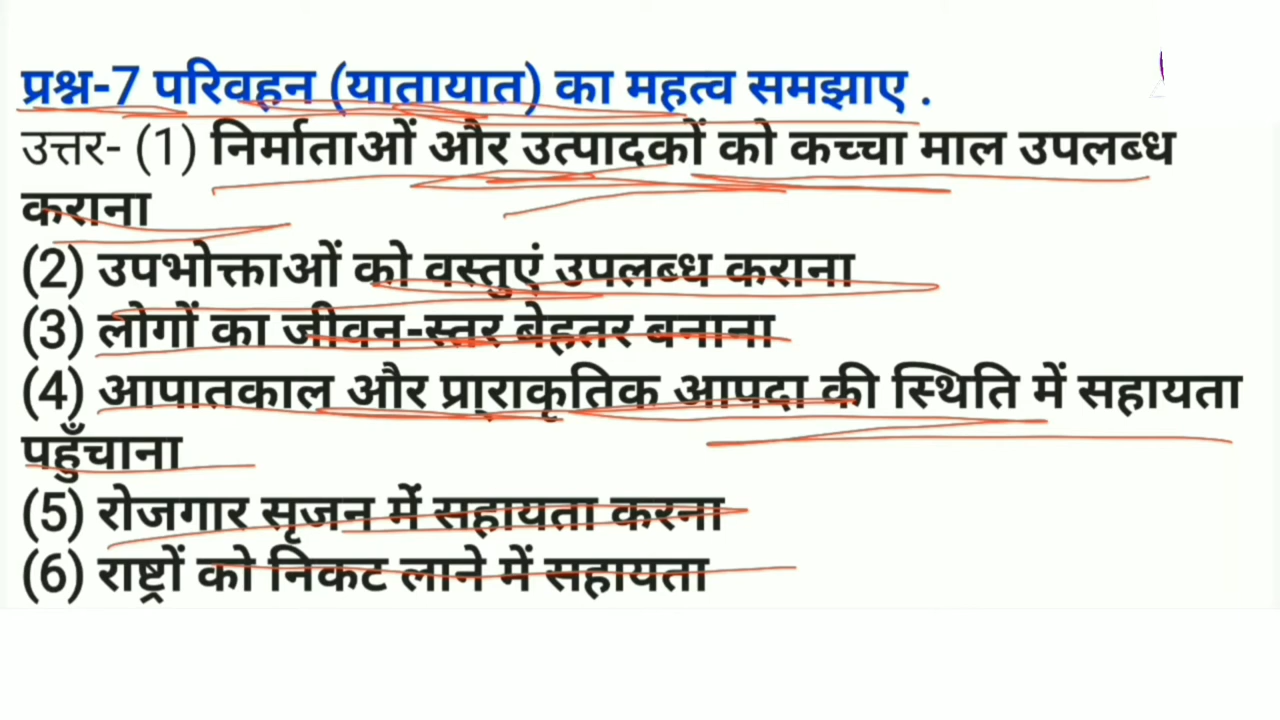 प्रश्न-7 परिवहन (यातायात) का महत्व समझाए .
उत्तर- (1) निर्माताओं और उत्पादकों को कच्चा माल उपलब्ध
कराना
(2) उपभोक्ताओं को वस्तुएं उपलब्ध कराना
(3) लोगों का जीवन-स्तर बेहतर बनाना
(4) आपातकाल और प्राराकृतिक आपदा की स्थिति में सहायता
पहुँचाना
(5) रोजगार सृजन में सहायता करना
(6) राष्ट्रों को निकट लाने में सहायता